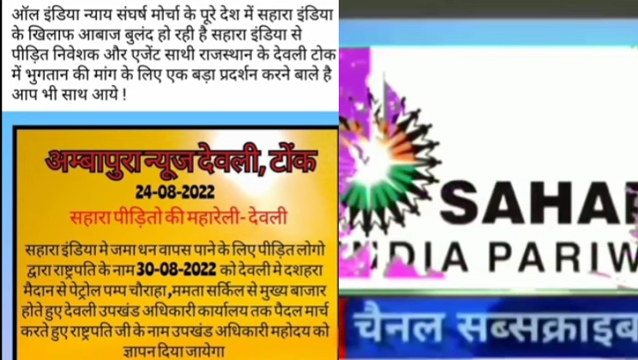 ऑल इंडिया न्याय संघर्ष मोर्चा के पूरे देश में सहारा इंडिया
के खिलाफ आबाज बुलंद हो रही है सहारा इंडिया से
पीड़ित निवेशक और एजेंट साथी राजस्थान के देवली टोक
में भुगतान की मांग के लिए एक बड़ा प्रदर्शन करने बाले है
आप भी साथ आये !
अम्बापुरा न्यूज देवली, टोंक
24-08-2022
सहारा पीड़ितो की महारेली- देवली
सहारा इंडिया मे जमा धन वापस पाने के लिए पीड़ित लोगो
द्वारा राष्ट्रपति के नाम 30-08-2022 को देवली मे दशहरा
मैदान से पेट्रोल पम्प चौराहा ,ममता सर्किल से मुख्य बाजार
होते हुए देवली उपखंड अधिकारी कार्यालय तक पैदल मार्च
करते हुए राष्ट्रपति जी के नाम उपखंड अधिकारी महोदय को
ज्ञापन दिया जायेगा
SAHA
NDIA PARIW
चैनल सब्सक्राइब